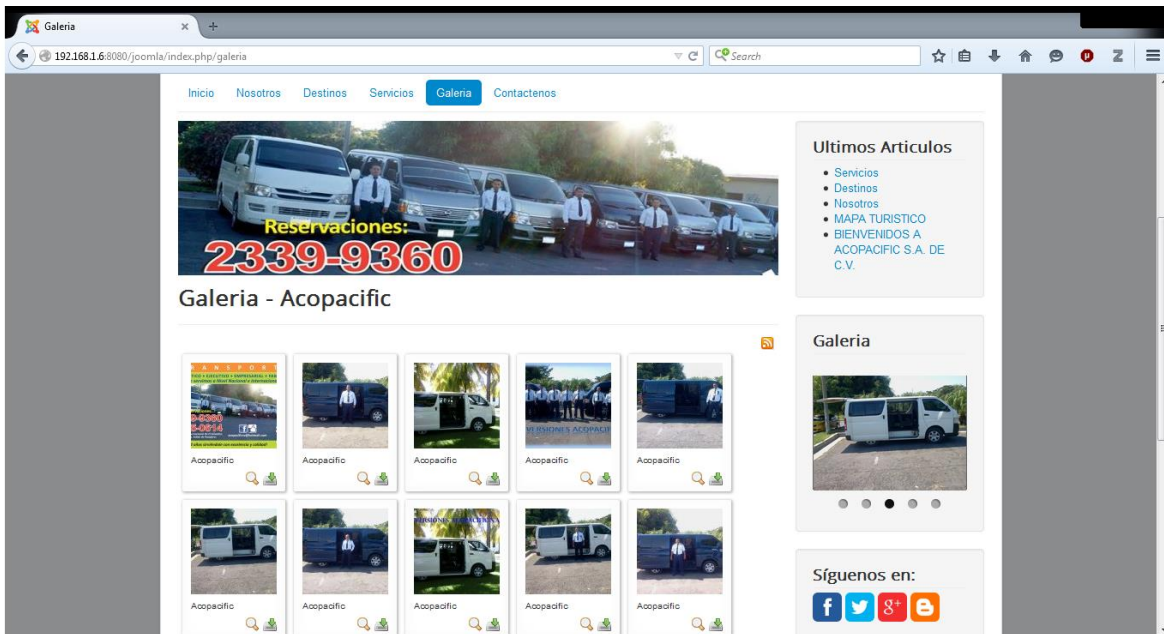 Galeria
192.168.1.6:8080/joomla/index.php/galeria
Search
Inicio Nosotros Destinos Servicios Galeria Contactenos
Reservaciones:
2339-9360
Galeria - Acopacific
TRANSPORT
Acopacific Acopacific Acopacific Acopacific Acopacific
Acopacific Acopacific Acopacific Acopacific Acopacific
Ultimos Articulos
Servicios
Destinos
Nosotros
MAPA TURISTICO
BIENVENIDOS A
ACOPACIFIC S.A. DE
C.V.
Galeria
Síguenos en: